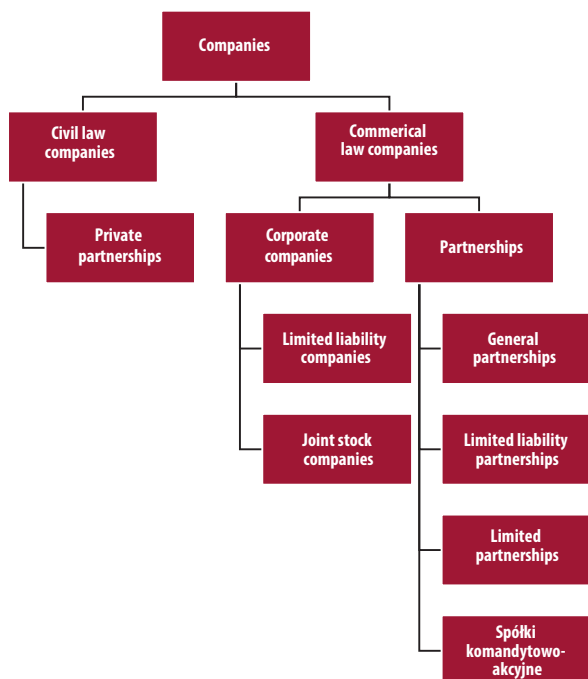 Companies
Civil law
companies
Commerical
law companies
Private
partnerships
Corporate
companies
Partnerships
Limited liability
companies
General
partnerships
Joint stock
companies
Limited liability
partnerships
Limited
partnerships
Spółki
komandytowo-
akcyjne